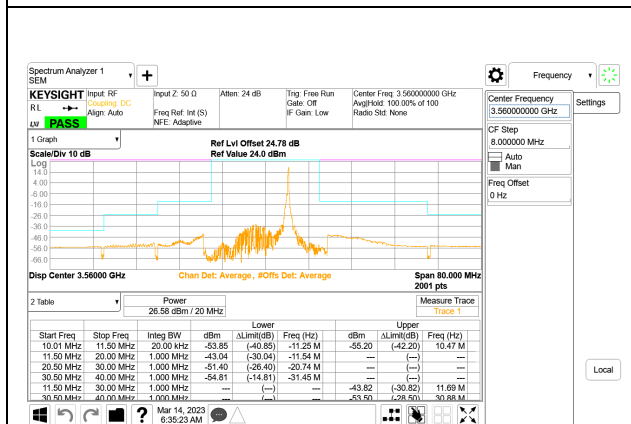 Spectrum Analyzer 1
SEM
Frequency
KEYSIGHT
Input: RF
Coupling: DC
Align: Auto
Input Z: 50 Ω
Freq Ref: Int (S)
NFE: Adaptive
Atten: 24 dB
Trig: Free Run
Gate: Off
IF Gain: Low
Center Freq: 3.560000000 GHz
Avg|Hold: 100.00% of 100
Radio Std: None
RL
LXI
PASS
Center Frequency
3.560000000 GHz
Settings
CF Step
8.000000 MHz
Auto
Man
Freq Offset
0 Hz
Local
1 Graph
Ref Lvl Offset 24.78 dB
Scale/Div 10 dB
Ref Value 24.0 dBm
Log
14.0
4.00
-6.00
-16.0
-26.0
-36.0
-46.0
-56.0
-66.0
Disp Center 3.56000 GHz
Chan Det: Average, #Offs Det: Average
Span 80.000 MHz
2001 pts
2 Table
Power
26.58 dBm / 20 MHz
Measure Trace
Trace 1
Lower Upper
Start Freq Stop Freq Integ BW dBm ΔLimit(dB) Freq (Hz) dBm ΔLimit(dB) Freq (Hz)
10.01 MHz 11.50 MHz 20.00 kHz -53.85 (-40.85) -11.25 M -55.20 (-42.20) 10.47 M
11.50 MHz 20.00 MHz 1.000 MHz -43.04 (-30.04) -11.54 M --- (---) ---
20.50 MHz 30.00 MHz 1.000 MHz -51.40 (-26.40) -20.74 M --- (---) ---
30.50 MHz 40.00 MHz 1.000 MHz -54.81 (-14.81) -31.45 M --- (---) ---
11.50 MHz 30.00 MHz 1.000 MHz --- (---) --- -43.82 (-30.82) 11.69 M
30.50 MHz 40.00 MHz 1.000 MHz --- (---) --- -53.50 (-28.50) 30.88 M
?
Mar 14, 2023
6:35:23 AM